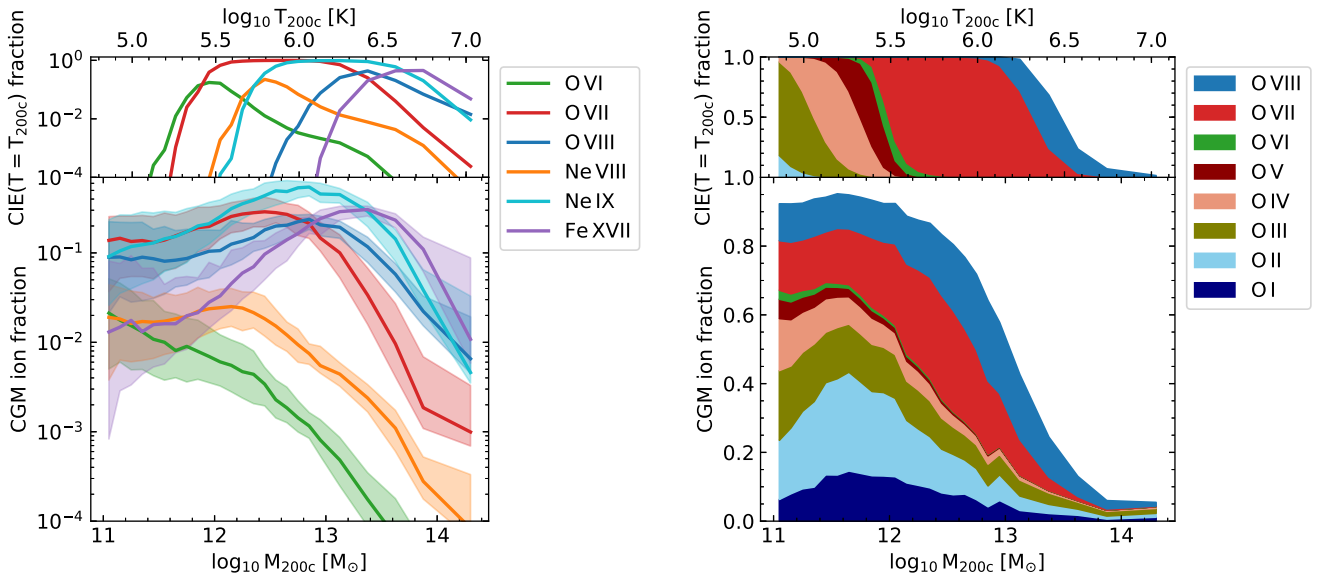 log₁₀ T₂₀₀c [K]
5.0 5.5 6.0 6.5 7.0
CIE(T = T₂₀₀c) fraction
10⁰
10⁻²
10⁻⁴
CGM ion fraction
10⁻¹
10⁻²
10⁻³
10⁻⁴
11 12 13 14
log₁₀ M₂₀₀c [M⊙]
O VI
O VII
O VIII
Ne VIII
Ne IX
Fe XVII
log₁₀ T₂₀₀c [K]
5.0 5.5 6.0 6.5 7.0
CIE(T = T₂₀₀c) fraction
1.0
0.5
1.0
CGM ion fraction
0.8
0.6
0.4
0.2
0.0
11 12 13 14
log₁₀ M₂₀₀c [M⊙]
O VIII
O VII
O VI
O V
O IV
O III
O II
O I